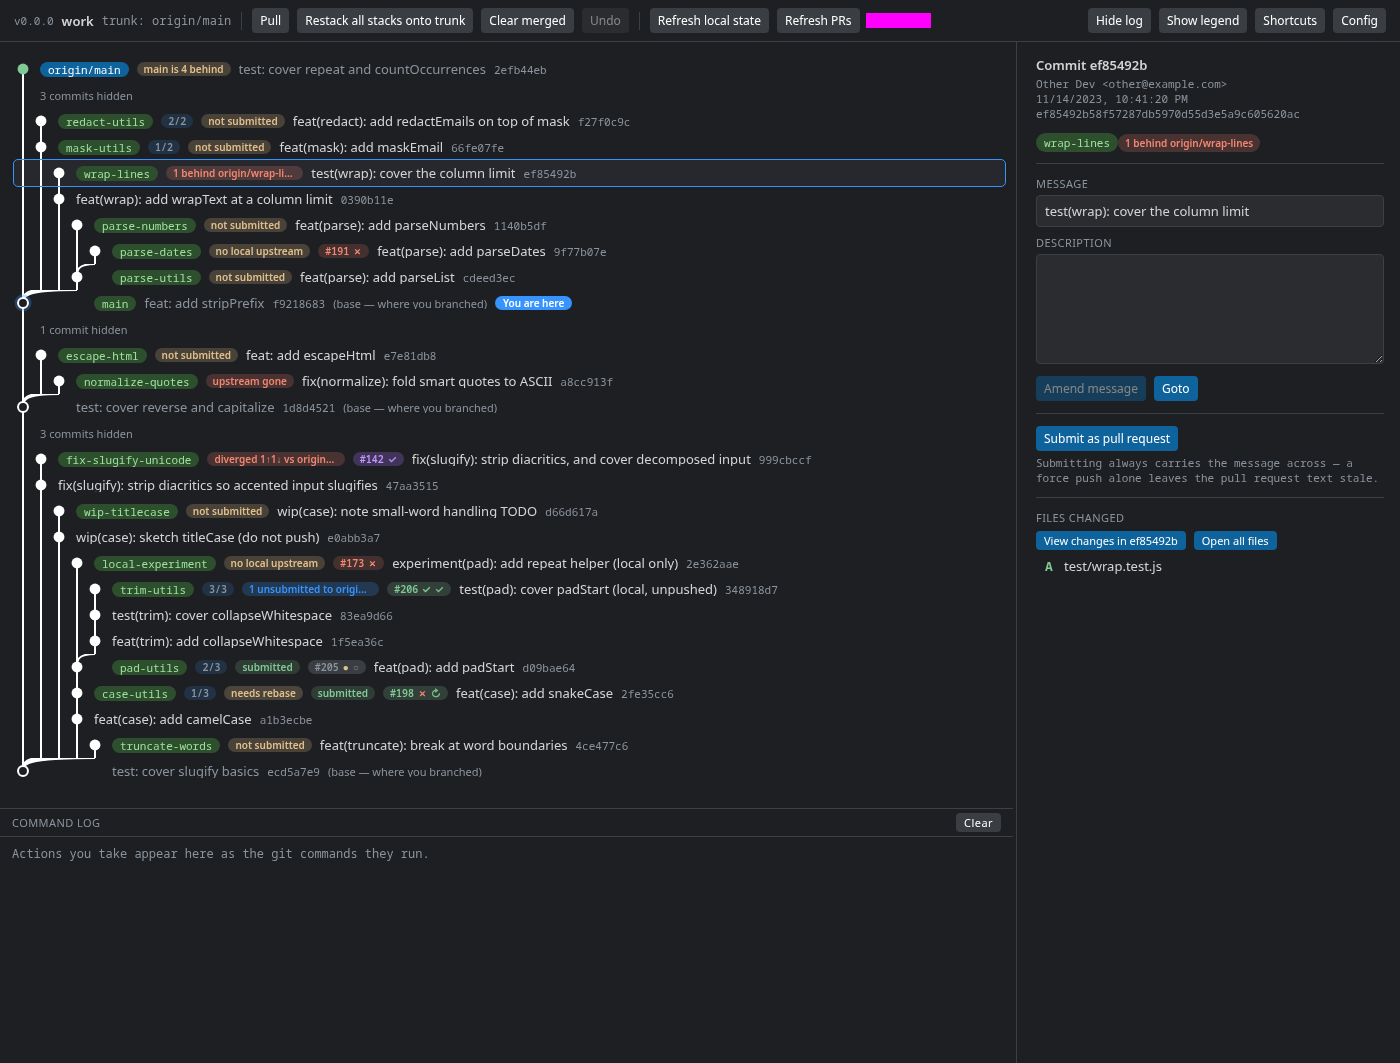 v0.0.0 work trunk: origin/main Pull Restack all stacks onto trunk Clear merged Undo Refresh local state Refresh PRs Hide log Show legend Shortcuts Config
origin/main main is 4 behind test: cover repeat and countOccurrences 2efb44eb
3 commits hidden
redact-utils 2/2 not submitted feat(redact): add redactEmails on top of mask f27f0c9c
mask-utils 1/2 not submitted feat(mask): add maskEmail 66fe07fe
wrap-lines 1 behind origin/wrap-li... test(wrap): cover the column limit ef85492b
feat(wrap): add wrapText at a column limit 0390b11e
parse-numbers not submitted feat(parse): add parseNumbers 1140b5df
parse-dates no local upstream #191 × feat(parse): add parseDates 9f77b07e
parse-utils not submitted feat(parse): add parseList cdeed3ec
main feat: add stripPrefix f9218683 (base — where you branched) You are here
1 commit hidden
escape-html not submitted feat: add escapeHtml e7e81db8
normalize-quotes upstream gone fix(normalize): fold smart quotes to ASCII a8cc913f
test: cover reverse and capitalize 1d8d4521 (base — where you branched)
3 commits hidden
fix-slugify-unicode diverged 1↑1↓ vs origin... #142 ✓ fix(slugify): strip diacritics, and cover decomposed input 999cbccf
fix(slugify): strip diacritics so accented input slugifies 47aa3515
wip-titlecase not submitted wip(case): note small-word handling TODO d66d617a
wip(case): sketch titleCase (do not push) e0abb3a7
local-experiment no local upstream #173 × experiment(pad): add repeat helper (local only) 2e362aae
trim-utils 3/3 1 unsubmitted to origi... #206 ✓ ✓ test(pad): cover padStart (local, unpushed) 348918d7
test(trim): cover collapseWhitespace 83ea9d66
feat(trim): add collapseWhitespace 1f5ea36c
pad-utils 2/3 submitted #205 ● ○ feat(pad): add padStart d09bae64
case-utils 1/3 needs rebase submitted #198 × ↻ feat(case): add snakeCase 2fe35cc6
feat(case): add camelCase a1b3ecbe
truncate-words not submitted feat(truncate): break at word boundaries 4ce477c6
test: cover slugify basics ecd5a7e9 (base — where you branched)
COMMAND LOG Clear
Actions you take appear here as the git commands they run.
Commit ef85492b
Other Dev <other@example.com>
11/14/2023, 10:41:20 PM
ef85492b58f57287db5970d55d3e5a9c605620ac
wrap-lines 1 behind origin/wrap-lines
MESSAGE
test(wrap): cover the column limit
DESCRIPTION
Amend message Goto
Submit as pull request
Submitting always carries the message across — a
force push alone leaves the pull request text stale.
FILES CHANGED
View changes in ef85492b Open all files
A test/wrap.test.js